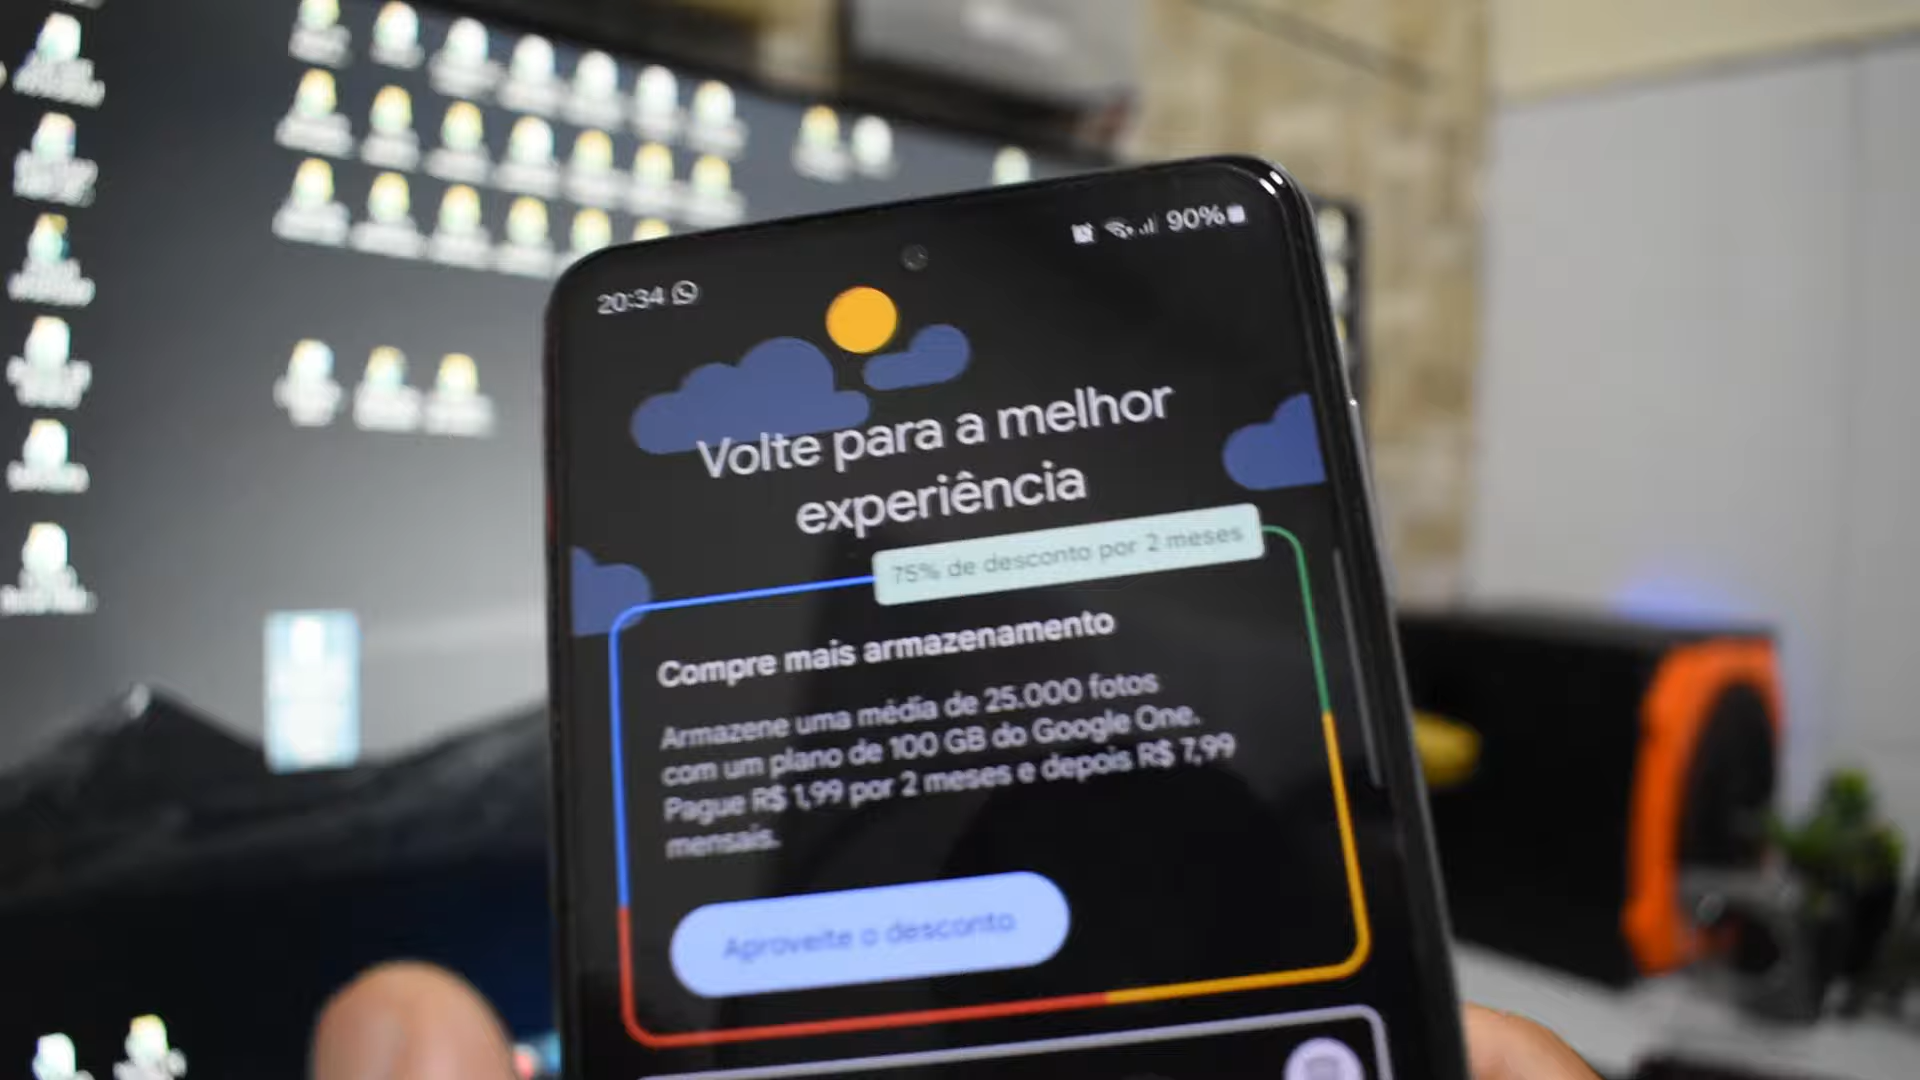 20:34
90%
Volte para a melhor
experiência
75% de desconto por 2 meses
Compre mais armazenamento
Armazene uma média de 25.000 fotos
com um plano de 100 GB do Google One.
Pague R$ 1,99 por 2 meses e depois R$ 7,99
mensais.
Aproveite o desconto